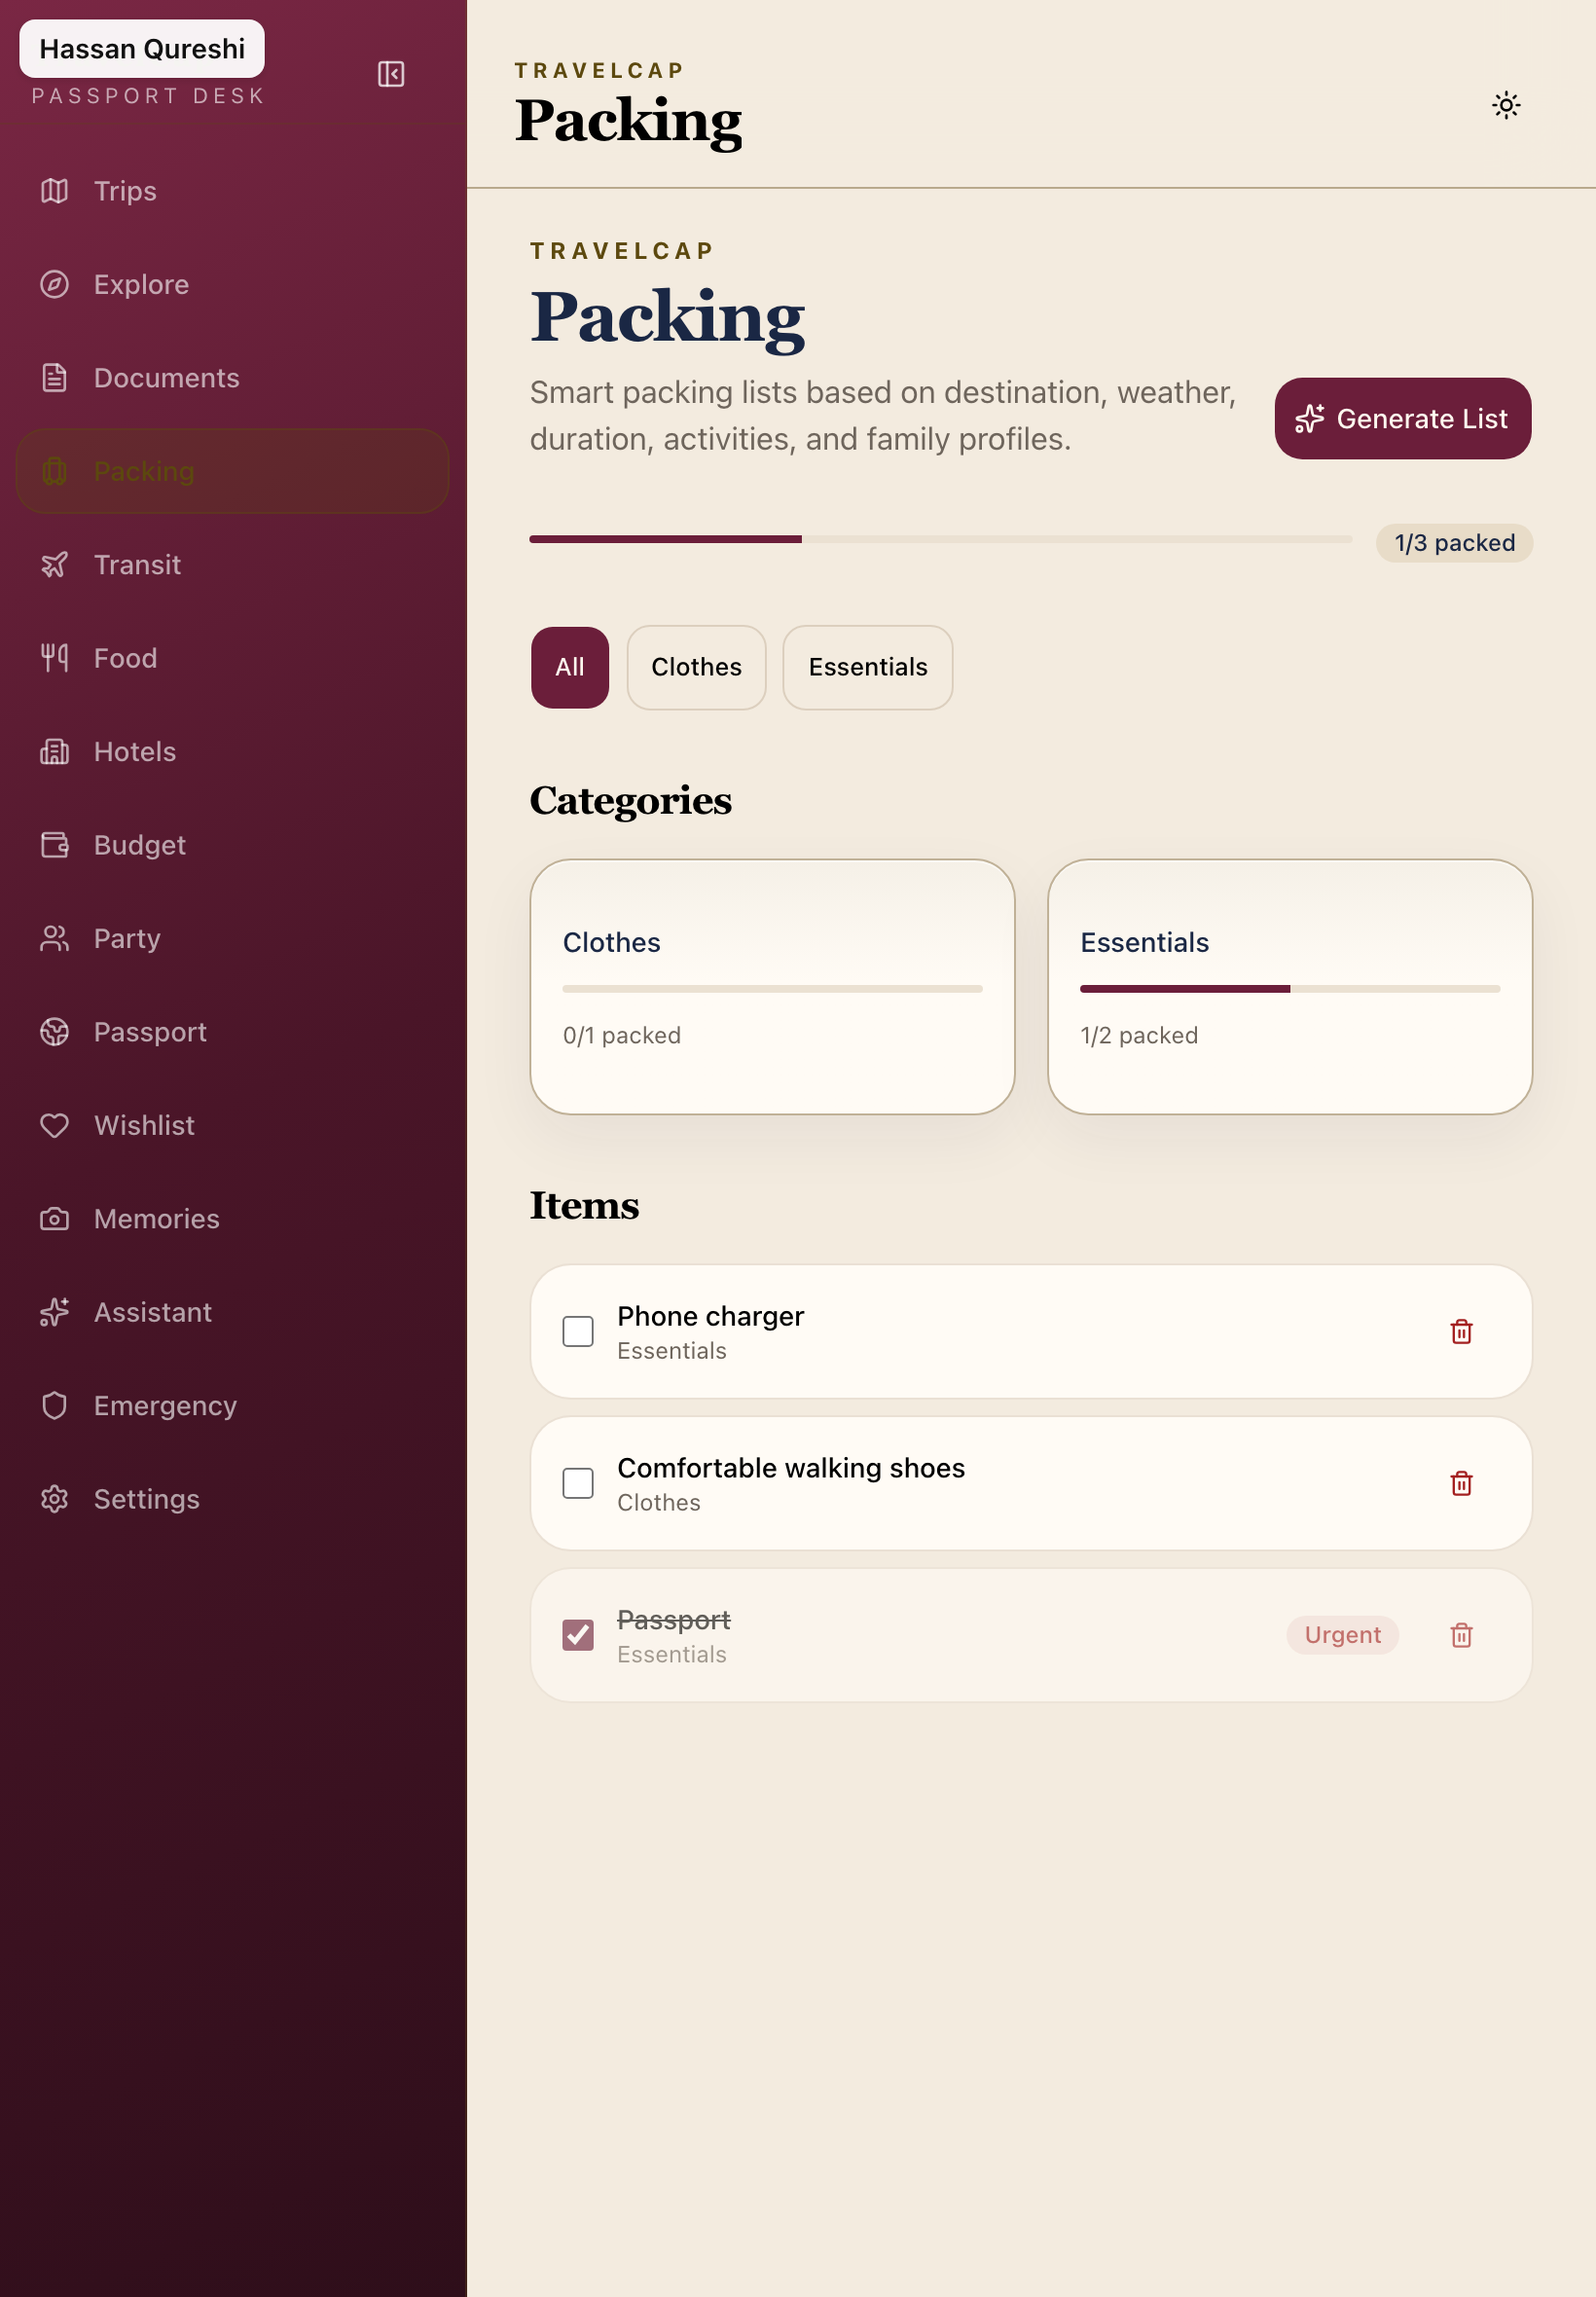 Hassan Qureshi
PASSPORT DESK
Trips
Explore
Documents
Packing
Transit
Food
Hotels
Budget
Party
Passport
Wishlist
Memories
Assistant
Emergency
Settings
TRAVELCAP
Packing
TRAVELCAP
Packing
Smart packing lists based on destination, weather,
duration, activities, and family profiles.
Generate List
1/3 packed
All
Clothes
Essentials
Categories
Clothes
0/1 packed
Essentials
1/2 packed
Items
Phone charger
Essentials
Comfortable walking shoes
Clothes
Passport
Essentials
Urgent